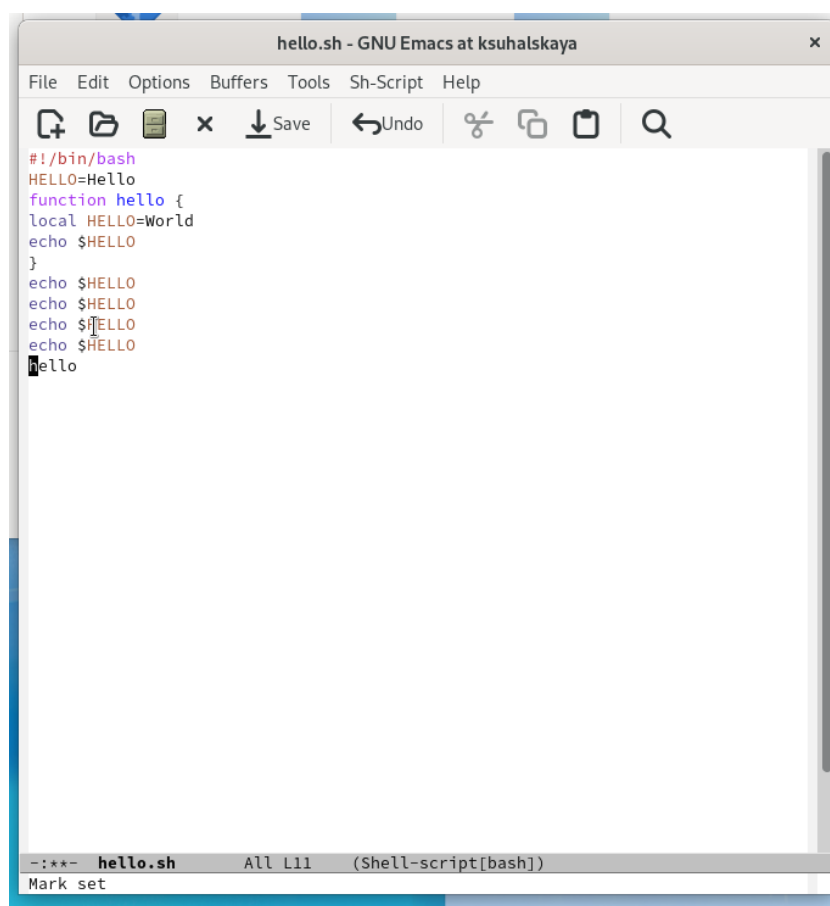 hello.sh - GNU Emacs at ksuhalskaya
File Edit Options Buffers Tools Sh-Script Help
Save Undo
#!/bin/bash
HELLO=Hello
function hello {
local HELLO=World
echo $HELLO
}
echo $HELLO
echo $HELLO
echo $HELLO
echo $HELLO
hello
-:**- hello.sh All L11 (Shell-script[bash])
Mark set